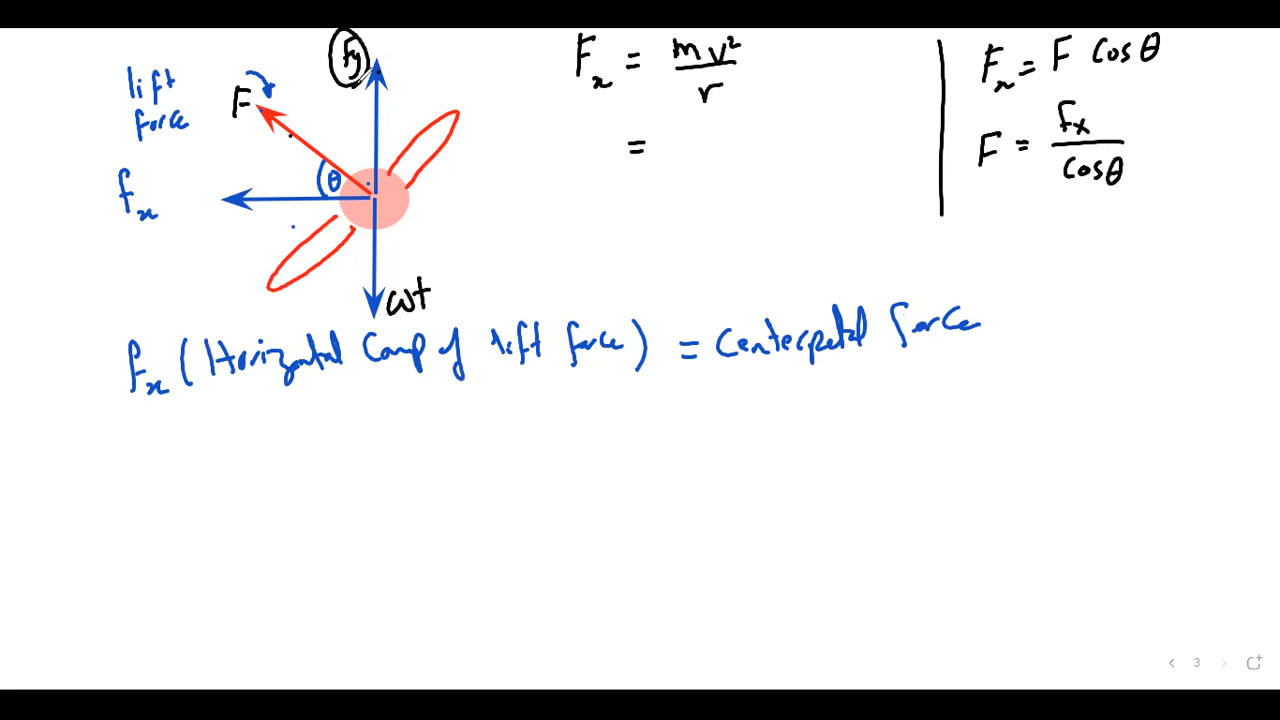 Fy
lift
force
F
θ
fx
wt
Fx = mv²/r
=
Fx = F Cosθ
F = fx/Cosθ
fx (Horizontal Comp of lift force) = Centerpetal force
3